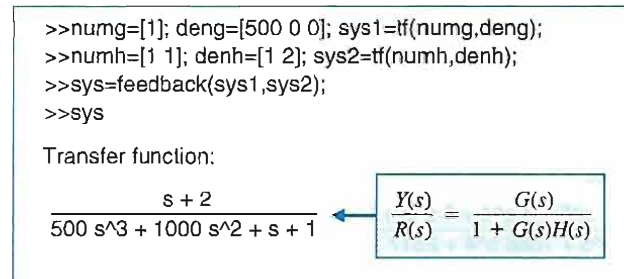 >>numg=[1]; deng=[500 0 0]; sys1=tf(numg,deng);
>>numh=[1 1]; denh=[1 2]; sys2=tf(numh,denh);
>>sys=feedback(sys1,sys2);
>>sys
Transfer function:
s + 2
500 s^3 + 1000 s^2 + s + 1
Y(s)/R(s) = G(s)/1 + G(s)H(s)